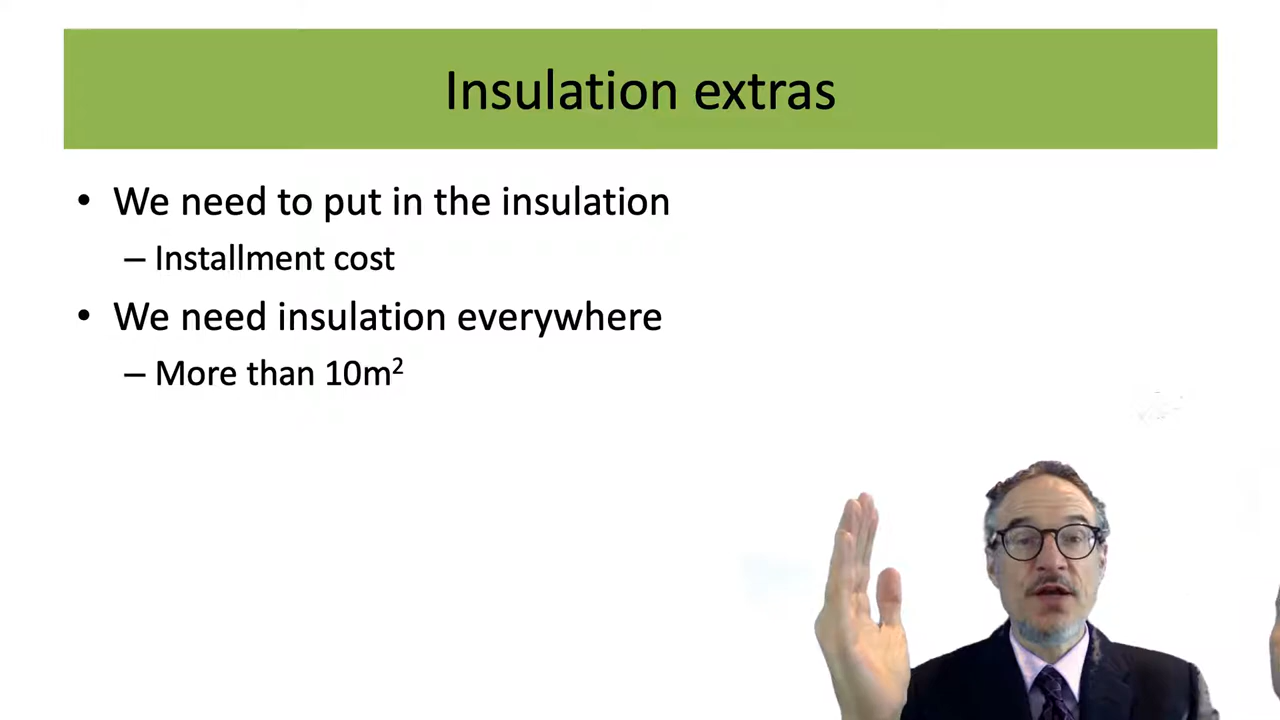 Insulation extras
• We need to put in the insulation
– Installment cost
• We need insulation everywhere
– More than 10m²